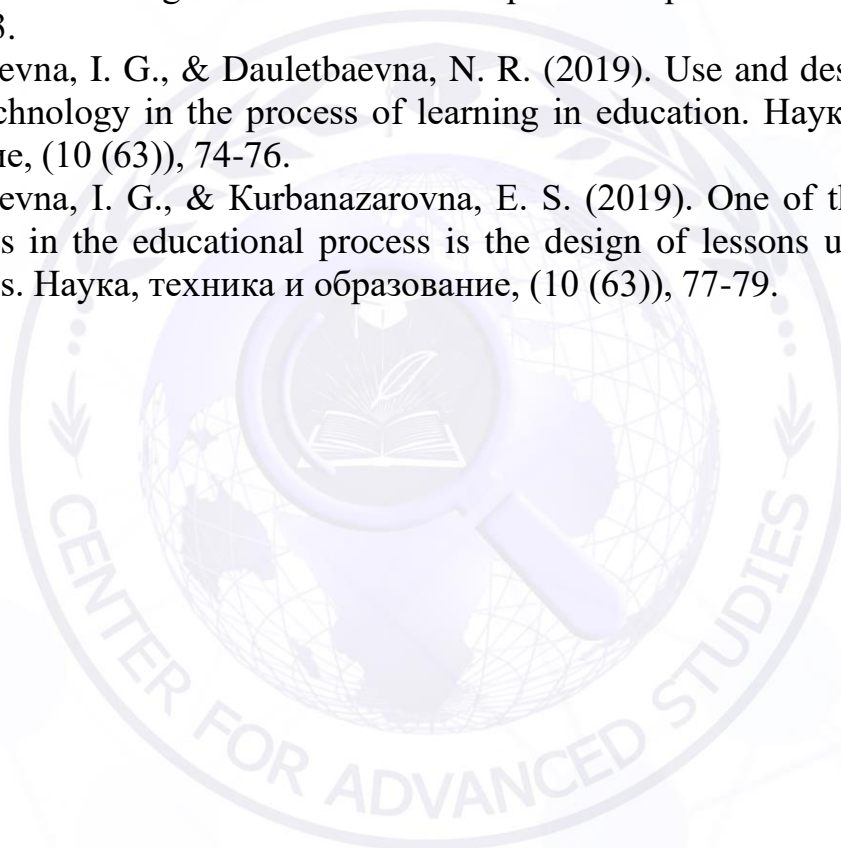 3.
evna, I. G., & Dauletbaevna, N. R. (2019). Use and des
chnology in the process of learning in education. Наук
ие, (10 (63)), 74-76.
evna, I. G., & Kurbanazarovna, E. S. (2019). One of th
s in the educational process is the design of lessons u
s. Наука, техника и образование, (10 (63)), 77-79.
CENTER FOR ADVANCED STUDIES